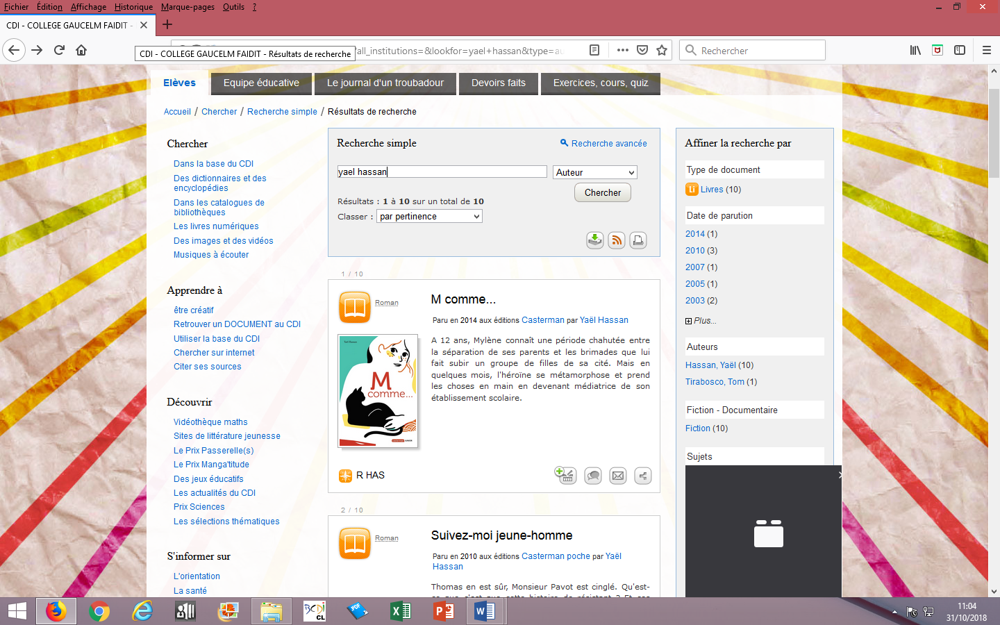 Fichier Édition Affichage Historique Marque-pages Outils ?
CDI - COLLEGE GAUCELM FAIDIT -
CDI - COLLEGE GAUCELM FAIDIT - Résultats de recherche
?all_institutions=&lookfor=yael+hassan&type=au
Rechercher
Elèves
Equipe éducative
Le journal d'un troubadour
Devoirs faits
Exercices, cours, quiz
Accueil / Chercher / Recherche simple / Résultats de recherche
Chercher
Dans la base du CDI
Des dictionnaires et des
encyclopédies
Dans les catalogues de
bibliothèques
Les livres numériques
Des images et des vidéos
Musiques à écouter
Apprendre à
être créatif
Retrouver un DOCUMENT au CDI
Utiliser la base du CDI
Chercher sur internet
Citer ses sources
Découvrir
Vidéothèque maths
Sites de littérature jeunesse
Le Prix Passerelle(s)
Le Prix Manga'titude
Des jeux éducatifs
Les actualités du CDI
Prix Sciences
Les sélections thématiques
S'informer sur
L'orientation
La santé
Recherche simple
Recherche avancée
yael hassan
Auteur
Chercher
Résultats : 1 à 10 sur un total de 10
Classer : par pertinence
1 / 10
Roman
M comme...
Paru en 2014 aux éditions Casterman par Yaël Hassan
A 12 ans, Mylène connaît une période chahutée entre
la séparation de ses parents et les brimades que lui
fait subir un groupe de filles de sa cité. Mais en
quelques mois, l'héroïne se métamorphose et prend
les choses en main en devenant médiatrice de son
établissement scolaire.
M
comme...
R HAS
2 / 10
Roman
Suivez-moi jeune-homme
Paru en 2010 aux éditions Casterman poche par Yaël
Hassan
Thomas en est sûr, Monsieur Pavot est cinglé. Qu'est-
Affiner la recherche par
Type de document
Li Livres (10)
Date de parution
2014 (1)
2010 (3)
2007 (1)
2005 (1)
2003 (2)
Plus...
Auteurs
Hassan, Yaël (10)
Tirabosco, Tom (1)
Fiction - Documentaire
Fiction (10)
Sujets
BCDI
CL
PDF
11:04
31/10/2018